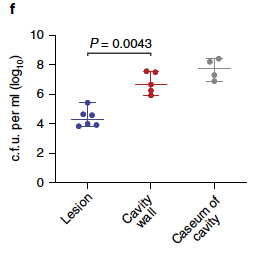 f
P = 0.0043
c.f.u. per ml (log10)
10
8
6
4
2
0
Lesion
Cavity
wall
Caseum of
cavity